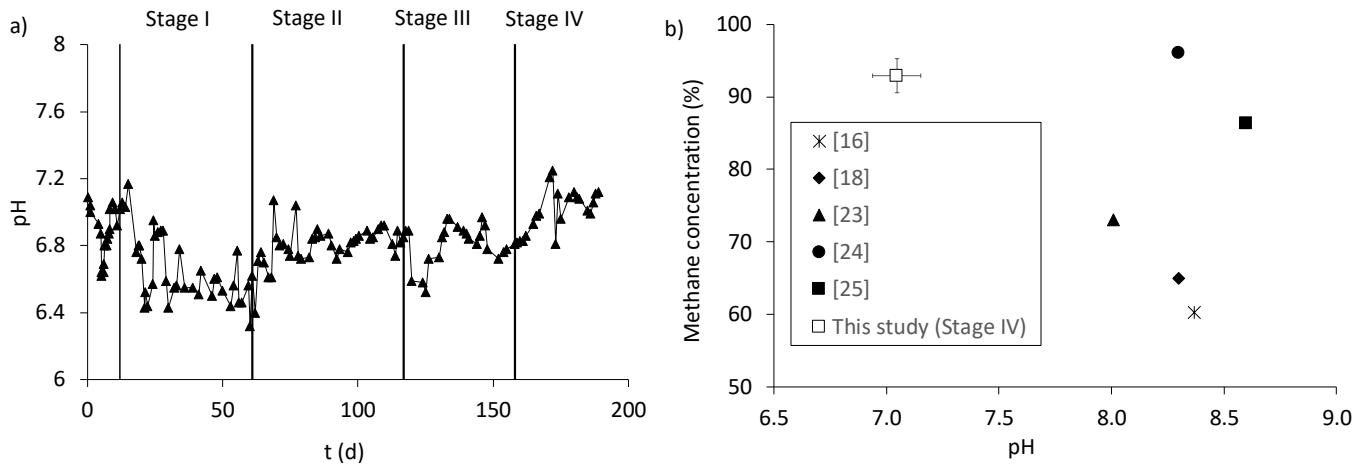 a)
Stage I
Stage II
Stage III
Stage IV
8
7.6
7.2
6.8
6.4
6
pH
0
50
100
150
200
t (d)
b)
100
90
80
70
60
50
Methane concentration (%)
[16]
[18]
[23]
[24]
[25]
This study (Stage IV)
6.5
7.0
7.5
8.0
8.5
9.0
pH